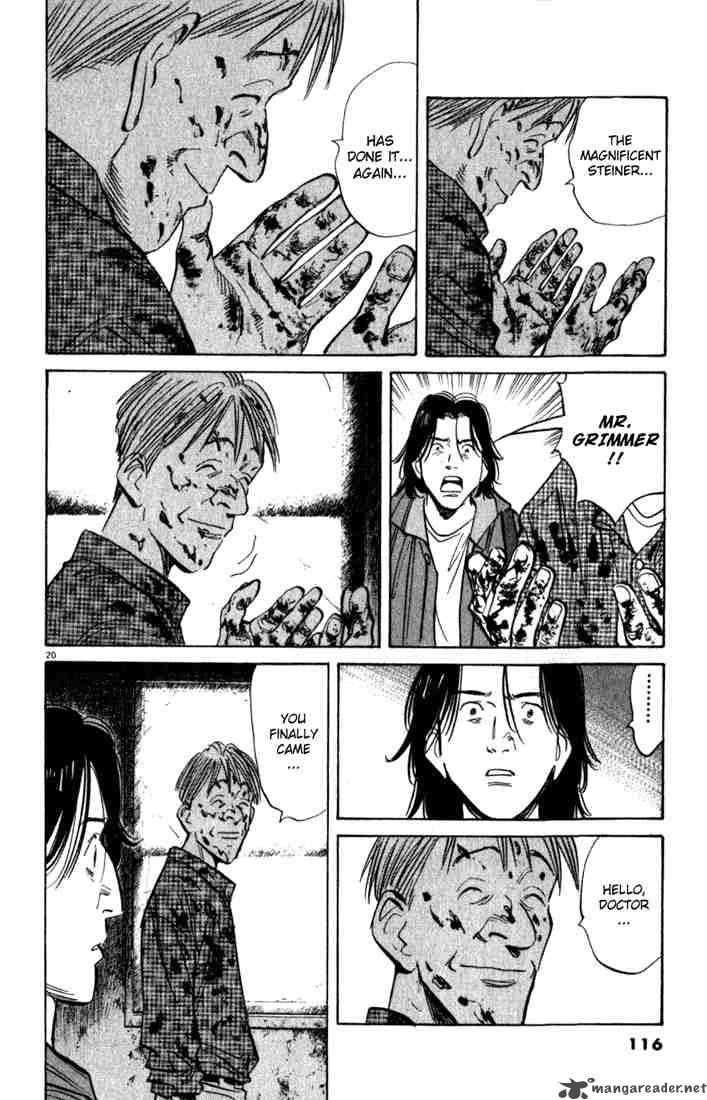 THE
MAGNIFICENT
STEINER...
HAS
DONE IT...
AGAIN...
MR.
GRIMMER
!!
........
HELLO,
DOCTOR
...
YOU
FINALLY
CAME
...
20
116
mangareader.net